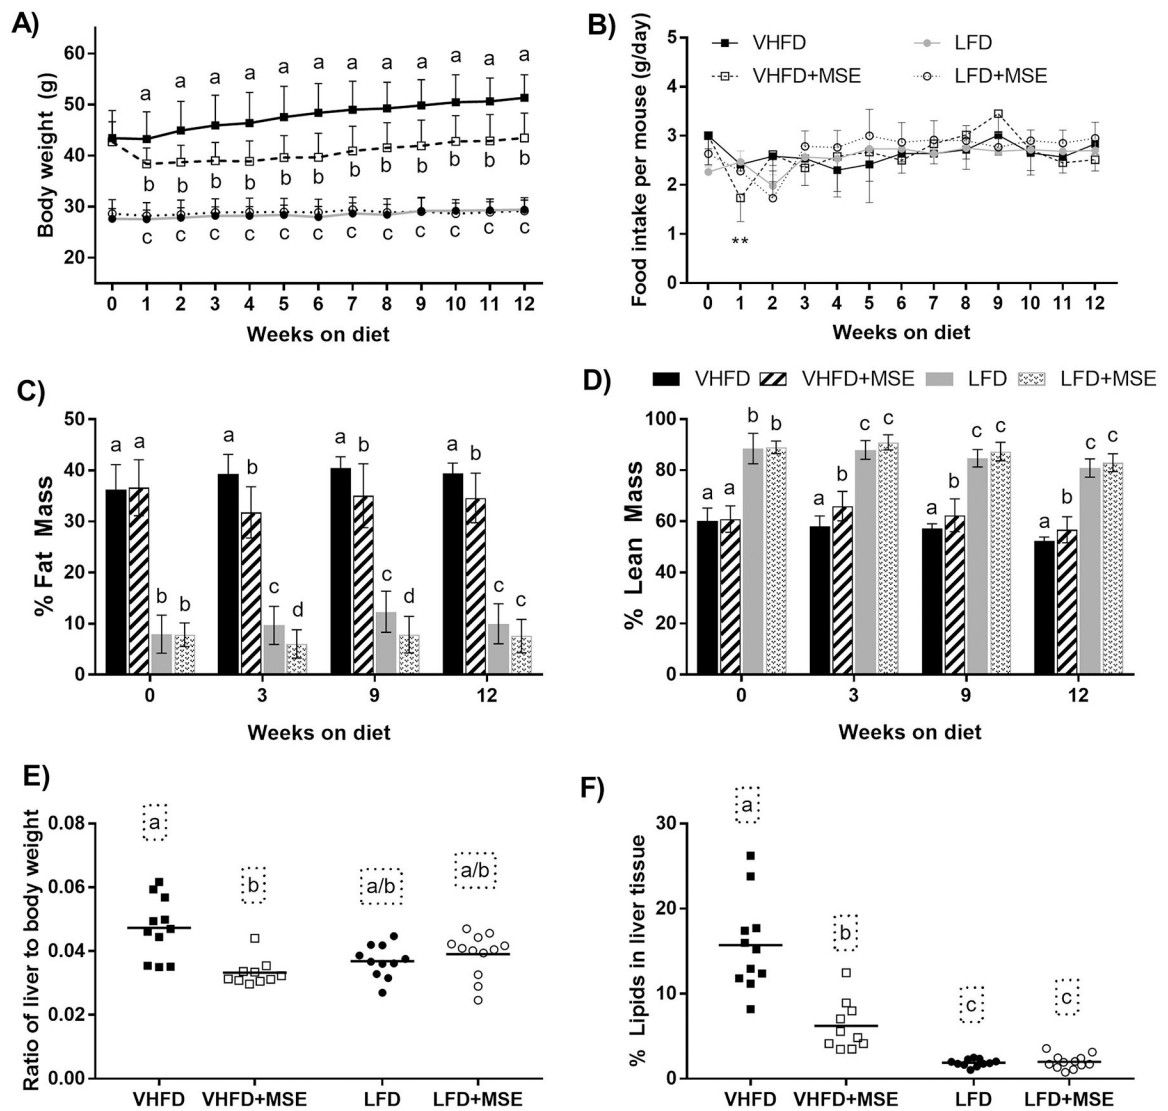 A)
Body weight (g)
60
50
40
30
20
a a a a a a a a a a a a
b b b b b b b b b b b b
c c c c c c c c c c c c
0 1 2 3 4 5 6 7 8 9 10 11 12
Weeks on diet
B)
Food intake per mouse (g/day)
VHFD LFD
VHFD+MSE LFD+MSE
5
4
3
2
1
0
**
0 1 2 3 4 5 6 7 8 9 10 11 12
Weeks on diet
C)
% Fat Mass
50
40
30
20
10
0
a a b b
a b c d
a b c d
a b c c
0 3 9 12
Weeks on diet
D)
VHFD VHFD+MSE LFD LFD+MSE
% Lean Mass
100
80
60
40
20
0
a a b b
a b c c
a b c c
a b c c
0 3 9 12
Weeks on diet
E)
Ratio of liver to body weight
0.08
0.06
0.04
0.02
0.00
a b a/b a/b
VHFD VHFD+MSE LFD LFD+MSE
F)
% Lipids in liver tissue
30
20
10
0
a b c c
VHFD VHFD+MSE LFD LFD+MSE